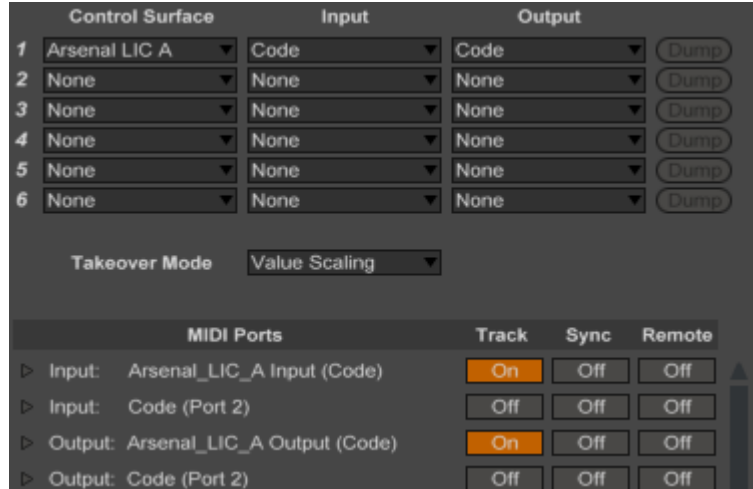 Control Surface Input Output
1 Arsenal LIC A Code Code Dump
2 None None None Dump
3 None None None Dump
4 None None None Dump
5 None None None Dump
6 None None None Dump
Takeover Mode Value Scaling
MIDI Ports Track Sync Remote
Input: Arsenal_LIC_A Input (Code) On Off Off
Input: Code (Port 2) Off Off Off
Output: Arsenal_LIC_A Output (Code) On Off Off
Output: Code (Port 2) Off Off Off